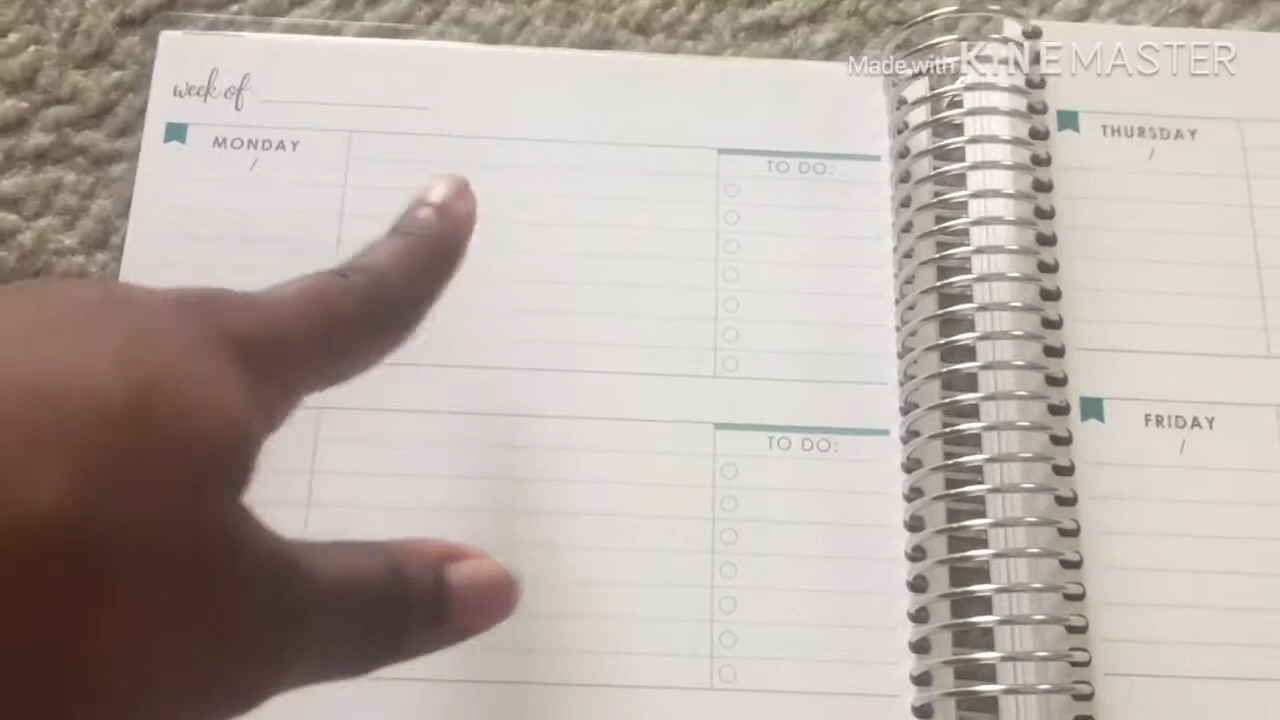 Made with KINEMASTER
week of
MONDAY
/
TO DO:
TO DO:
THURSDAY
/
FRIDAY
/